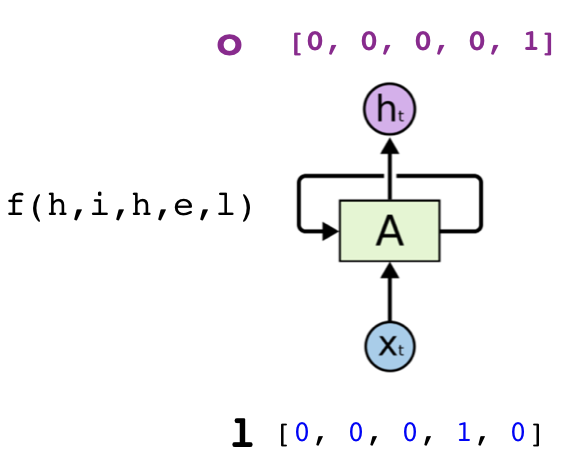 o [0, 0, 0, 0, 1]
ht
f(h,i,h,e,l)
A
xt
l [0, 0, 0, 1, 0]